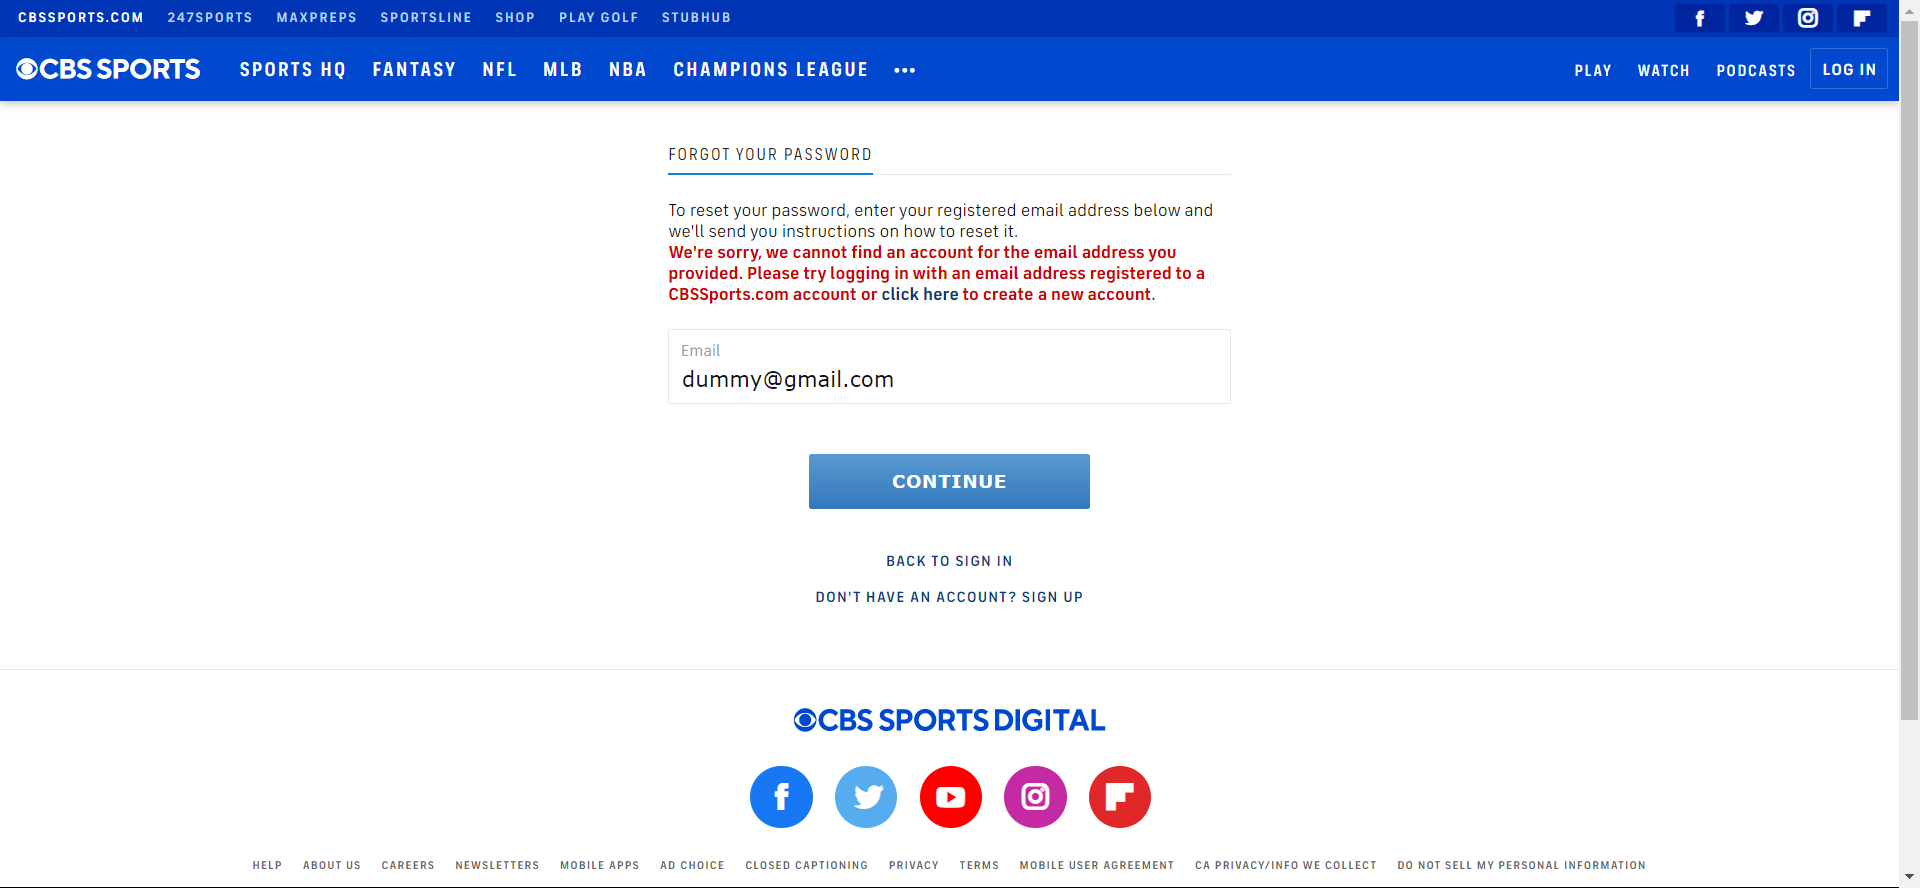 CBSSPORTS.COM 247SPORTS MAXPREPS SPORTSLINE SHOP PLAY GOLF STUBHUB
CBS SPORTS SPORTS HQ FANTASY NFL MLB NBA CHAMPIONS LEAGUE ••• PLAY WATCH PODCASTS LOG IN
FORGOT YOUR PASSWORD
To reset your password, enter your registered email address below and
we'll send you instructions on how to reset it.
We're sorry, we cannot find an account for the email address you
provided. Please try logging in with an email address registered to a
CBSSports.com account or click here to create a new account.
Email
dummy@gmail.com
CONTINUE
BACK TO SIGN IN
DON'T HAVE AN ACCOUNT? SIGN UP
CBS SPORTS DIGITAL
HELP ABOUT US CAREERS NEWSLETTERS MOBILE APPS AD CHOICE CLOSED CAPTIONING PRIVACY TERMS MOBILE USER AGREEMENT CA PRIVACY/INFO WE COLLECT DO NOT SELL MY PERSONAL INFORMATION